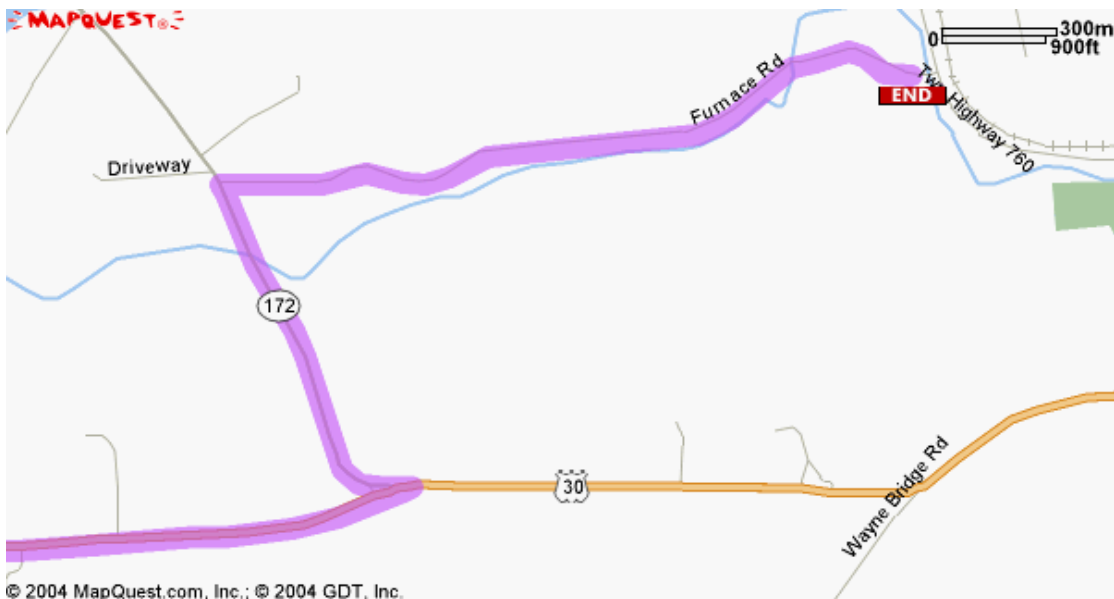 MAPQUEST®
0
300m
900ft
Furnace Rd
END
Twp Highway 760
Driveway
172
30
Wayne Bridge Rd
© 2004 MapQuest.com, Inc.; © 2004 GDT, Inc.